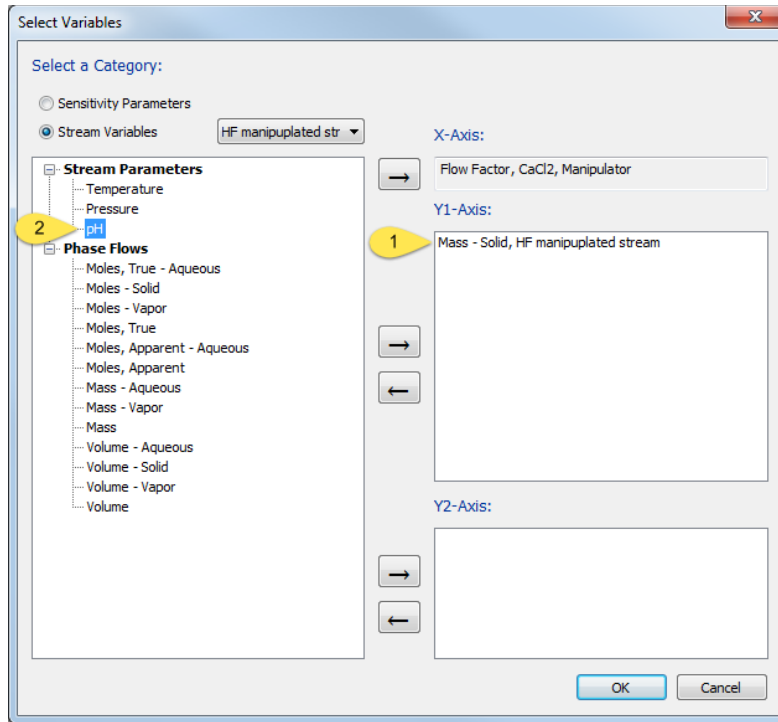 Select Variables
Select a Category:
Sensitivity Parameters
Stream Variables
HF manipuplated str
Stream Parameters
Temperature
Pressure
2
pH
Phase Flows
Moles, True - Aqueous
Moles - Solid
Moles - Vapor
Moles, True
Moles, Apparent - Aqueous
Moles, Apparent
Mass - Aqueous
Mass - Vapor
Mass
Volume - Aqueous
Volume - Solid
Volume - Vapor
Volume
X-Axis:
Flow Factor, CaCl2, Manipulator
Y1-Axis:
1
Mass - Solid, HF manipuplated stream
Y2-Axis:
OK
Cancel